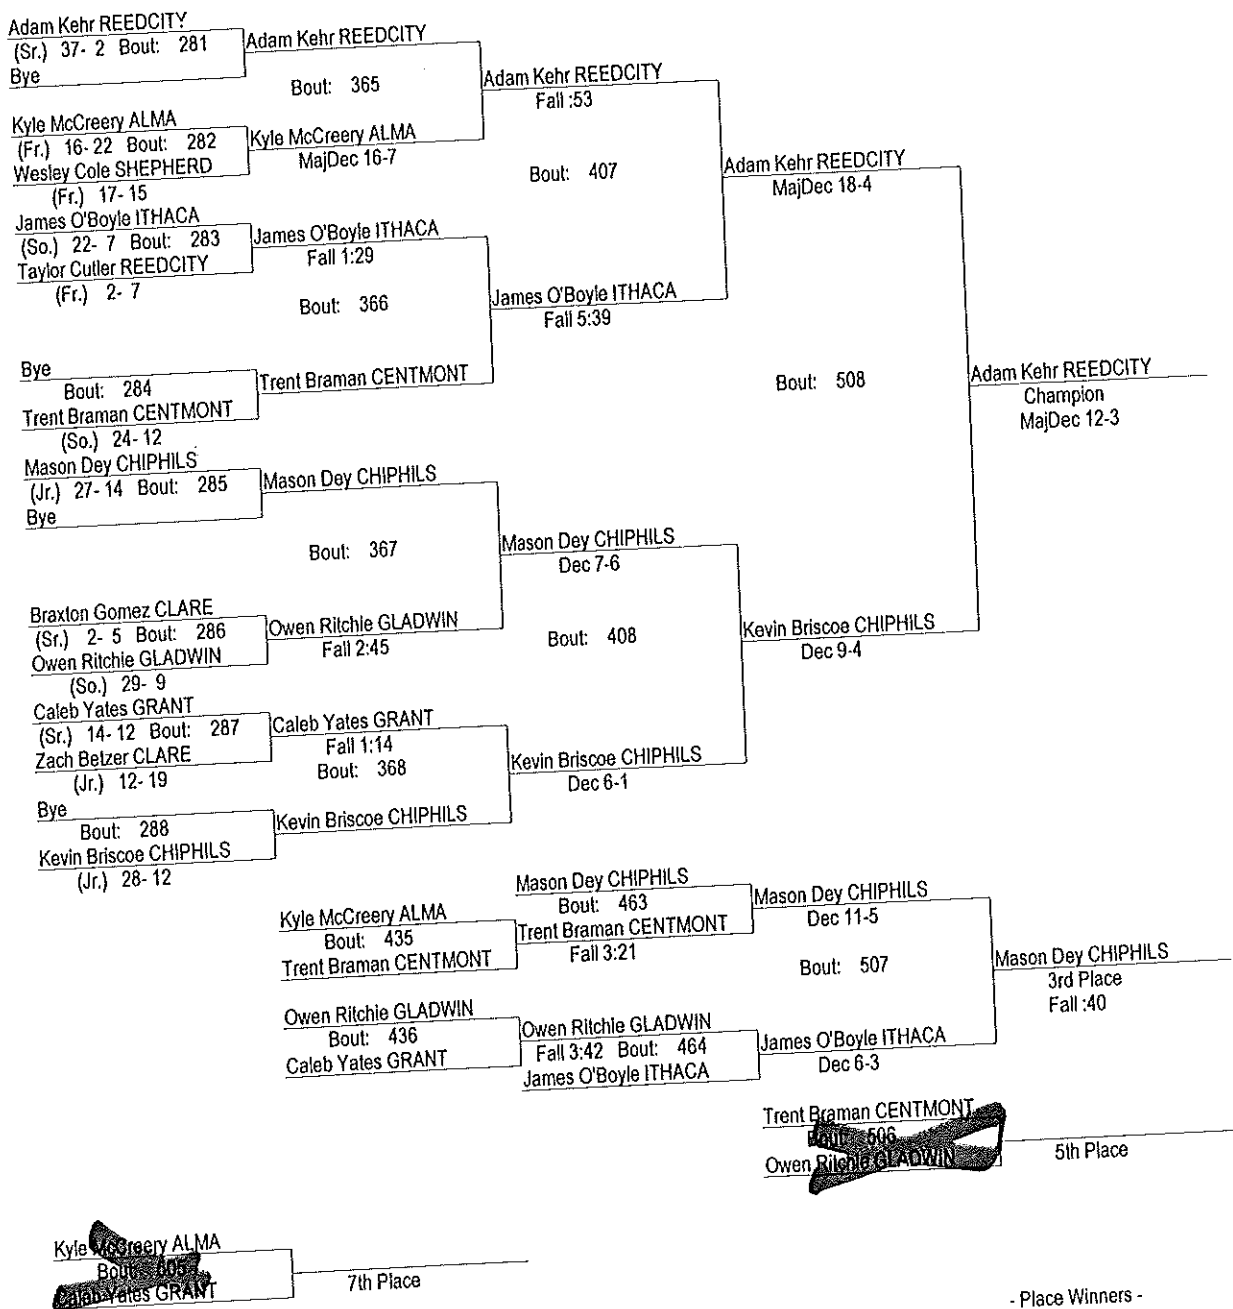 Adam Kehr REEDCITY
(Sr.) 37- 2 Bout: 281
Bye
Adam Kehr REEDCITY
Bout: 365
Kyle McCreery ALMA
(Fr.) 16- 22 Bout: 282
Wesley Cole SHEPHERD
(Fr.) 17- 15
Kyle McCreery ALMA
MajDec 16-7
Adam Kehr REEDCITY
Fall :53
Bout: 407
James O'Boyle ITHACA
(So.) 22- 7 Bout: 283
Taylor Cutler REEDCITY
(Fr.) 2- 7
James O'Boyle ITHACA
Fall 1:29
Bout: 366
Bye
Bout: 284
Trent Braman CENTMONT
(So.) 24- 12
Trent Braman CENTMONT
James O'Boyle ITHACA
Fall 5:39
Adam Kehr REEDCITY
MajDec 18-4
Bout: 508
Adam Kehr REEDCITY
Champion
MajDec 12-3
Mason Dey CHIPHILS
(Jr.) 27- 14 Bout: 285
Bye
Mason Dey CHIPHILS
Bout: 367
Braxton Gomez CLARE
(Sr.) 2- 5 Bout: 286
Owen Ritchie GLADWIN
(So.) 29- 9
Owen Ritchie GLADWIN
Fall 2:45
Mason Dey CHIPHILS
Dec 7-6
Bout: 408
Caleb Yates GRANT
(Sr.) 14- 12 Bout: 287
Zach Betzer CLARE
(Jr.) 12- 19
Caleb Yates GRANT
Fall 1:14
Bout: 368
Bye
Bout: 288
Kevin Briscoe CHIPHILS
(Jr.) 28- 12
Kevin Briscoe CHIPHILS
Kevin Briscoe CHIPHILS
Dec 6-1
Kevin Briscoe CHIPHILS
Dec 9-4
Kyle McCreery ALMA
Bout: 435
Trent Braman CENTMONT
Mason Dey CHIPHILS
Bout: 463
Trent Braman CENTMONT
Fall 3:21
Mason Dey CHIPHILS
Dec 11-5
Bout: 507
Owen Ritchie GLADWIN
Bout: 436
Caleb Yates GRANT
Owen Ritchie GLADWIN
Fall 3:42 Bout: 464
James O'Boyle ITHACA
James O'Boyle ITHACA
Dec 6-3
Mason Dey CHIPHILS
3rd Place
Fall :40
Trent Braman CENTMONT
Bout: 506
Owen Ritchie GLADWIN
5th Place
Kyle McCreery ALMA
Bout:
Caleb Yates GRANT
7th Place
- Place Winners -